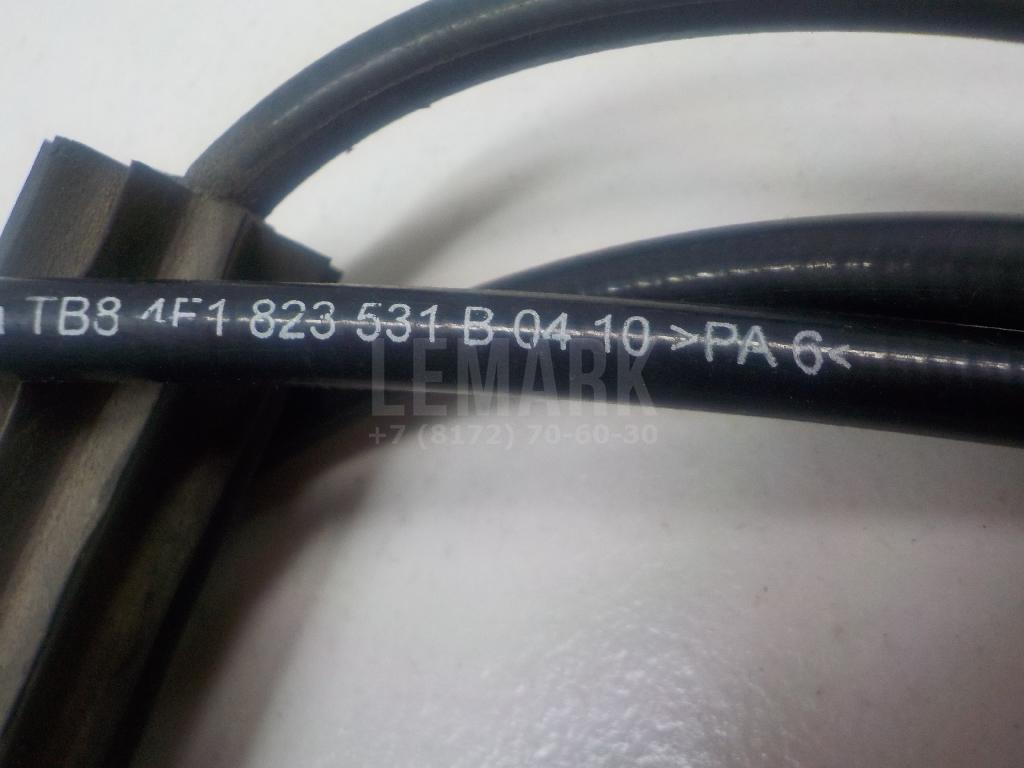 TB8 4F1 823 531 B 04 10 >PA 6<
LEMARK
+7 (8172) 70-60-30